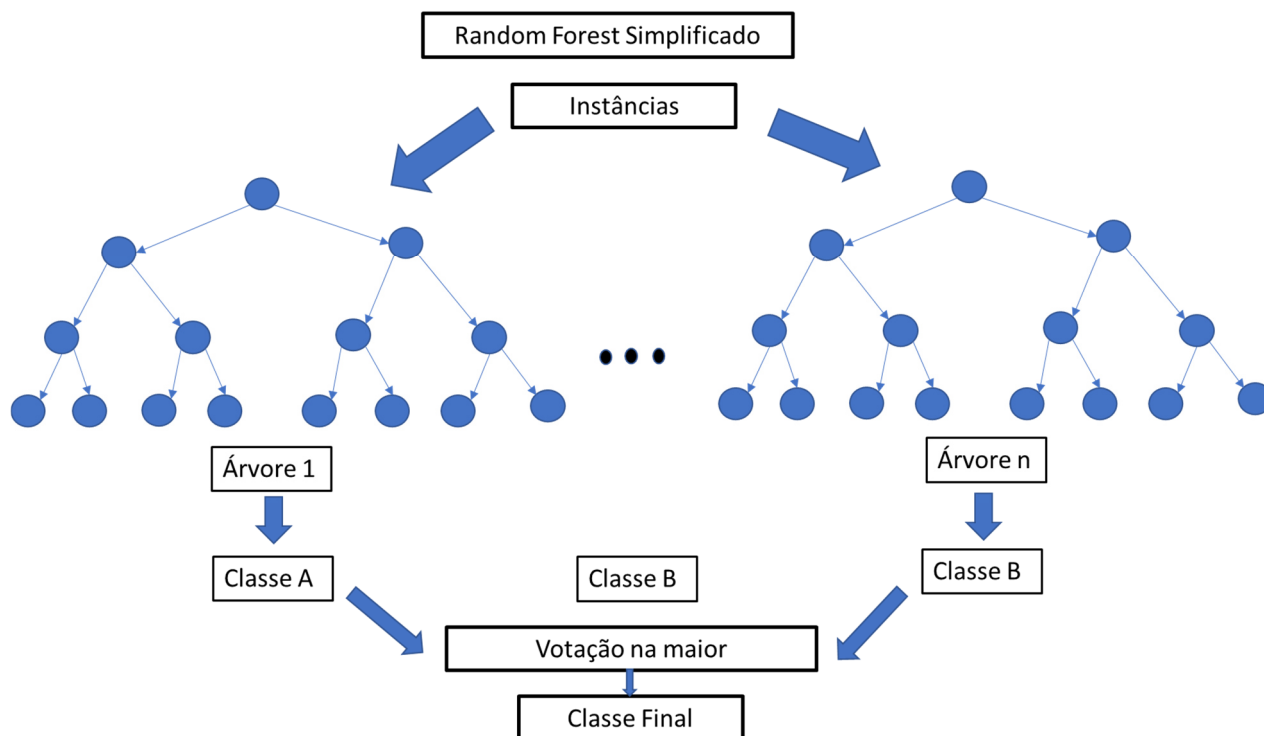 Random Forest Simplificado
Instâncias
Árvore 1
Árvore n
Classe A
Classe B
Classe B
Votação na maior
Classe Final